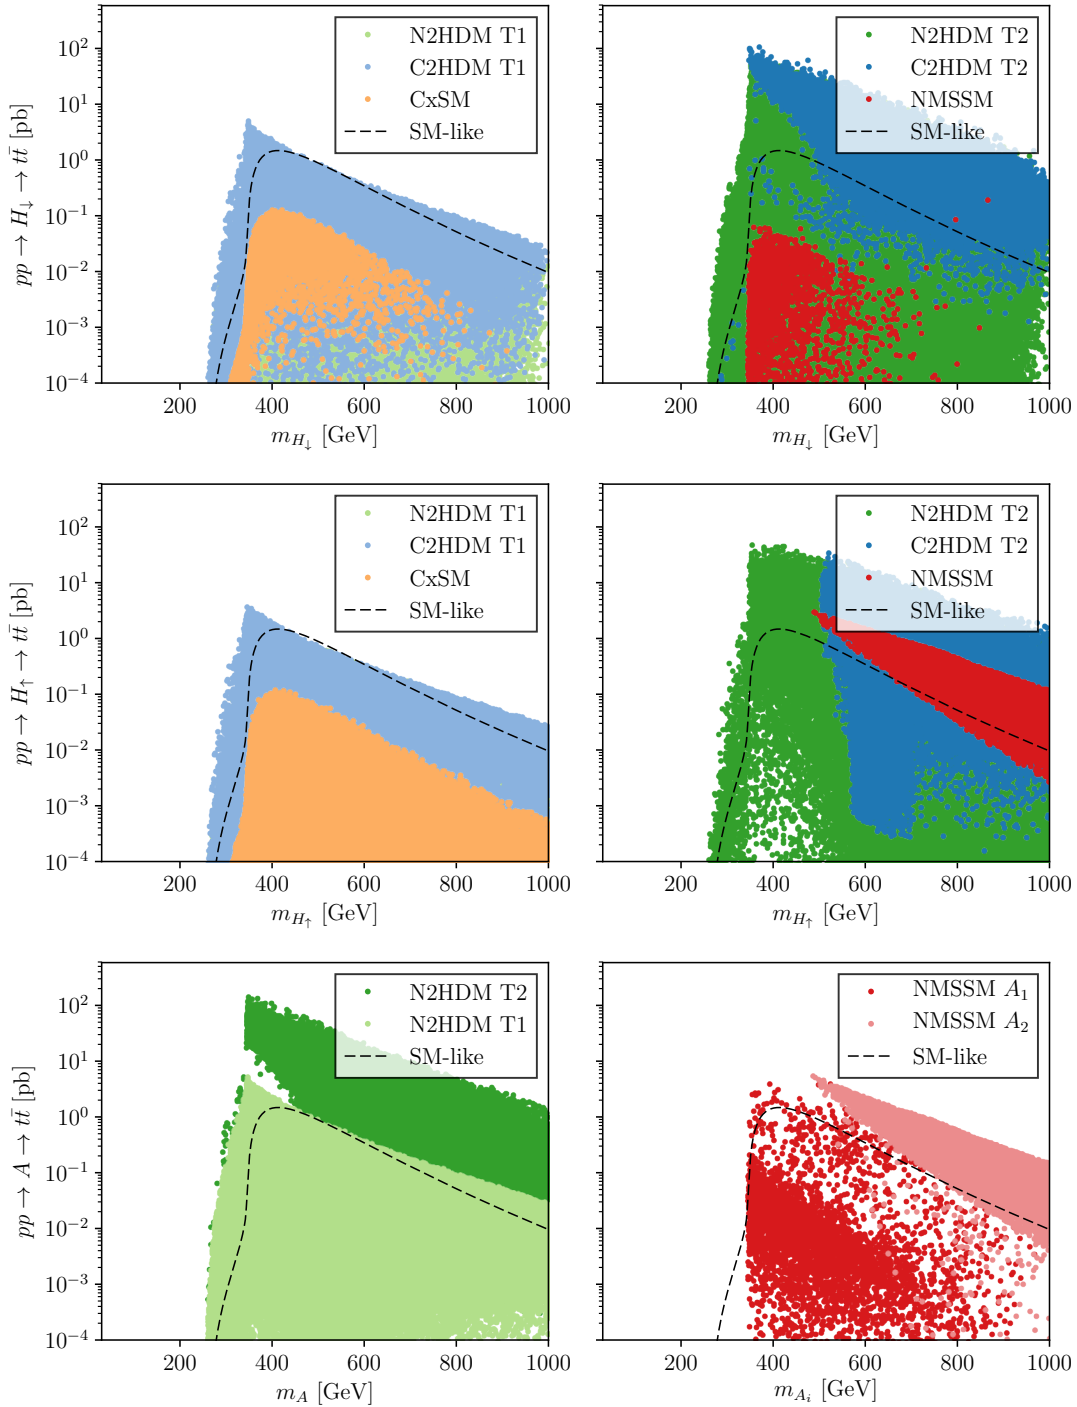 pp → H↓ → tt̄ [pb]
10²
10¹
10⁰
10⁻¹
10⁻²
10⁻³
10⁻⁴
N2HDM T1
C2HDM T1
CxSM
SM-like
200 400 600 800 1000
m_H↓ [GeV]
N2HDM T2
C2HDM T2
NMSSM
SM-like
200 400 600 800 1000
m_H↓ [GeV]
pp → H↑ → tt̄ [pb]
10²
10¹
10⁰
10⁻¹
10⁻²
10⁻³
10⁻⁴
N2HDM T1
C2HDM T1
CxSM
SM-like
200 400 600 800 1000
m_H↑ [GeV]
N2HDM T2
C2HDM T2
NMSSM
SM-like
200 400 600 800 1000
m_H↑ [GeV]
pp → A → tt̄ [pb]
10²
10¹
10⁰
10⁻¹
10⁻²
10⁻³
10⁻⁴
N2HDM T2
N2HDM T1
SM-like
200 400 600 800 1000
m_A [GeV]
NMSSM A₁
NMSSM A₂
SM-like
200 400 600 800 1000
m_Aᵢ [GeV]